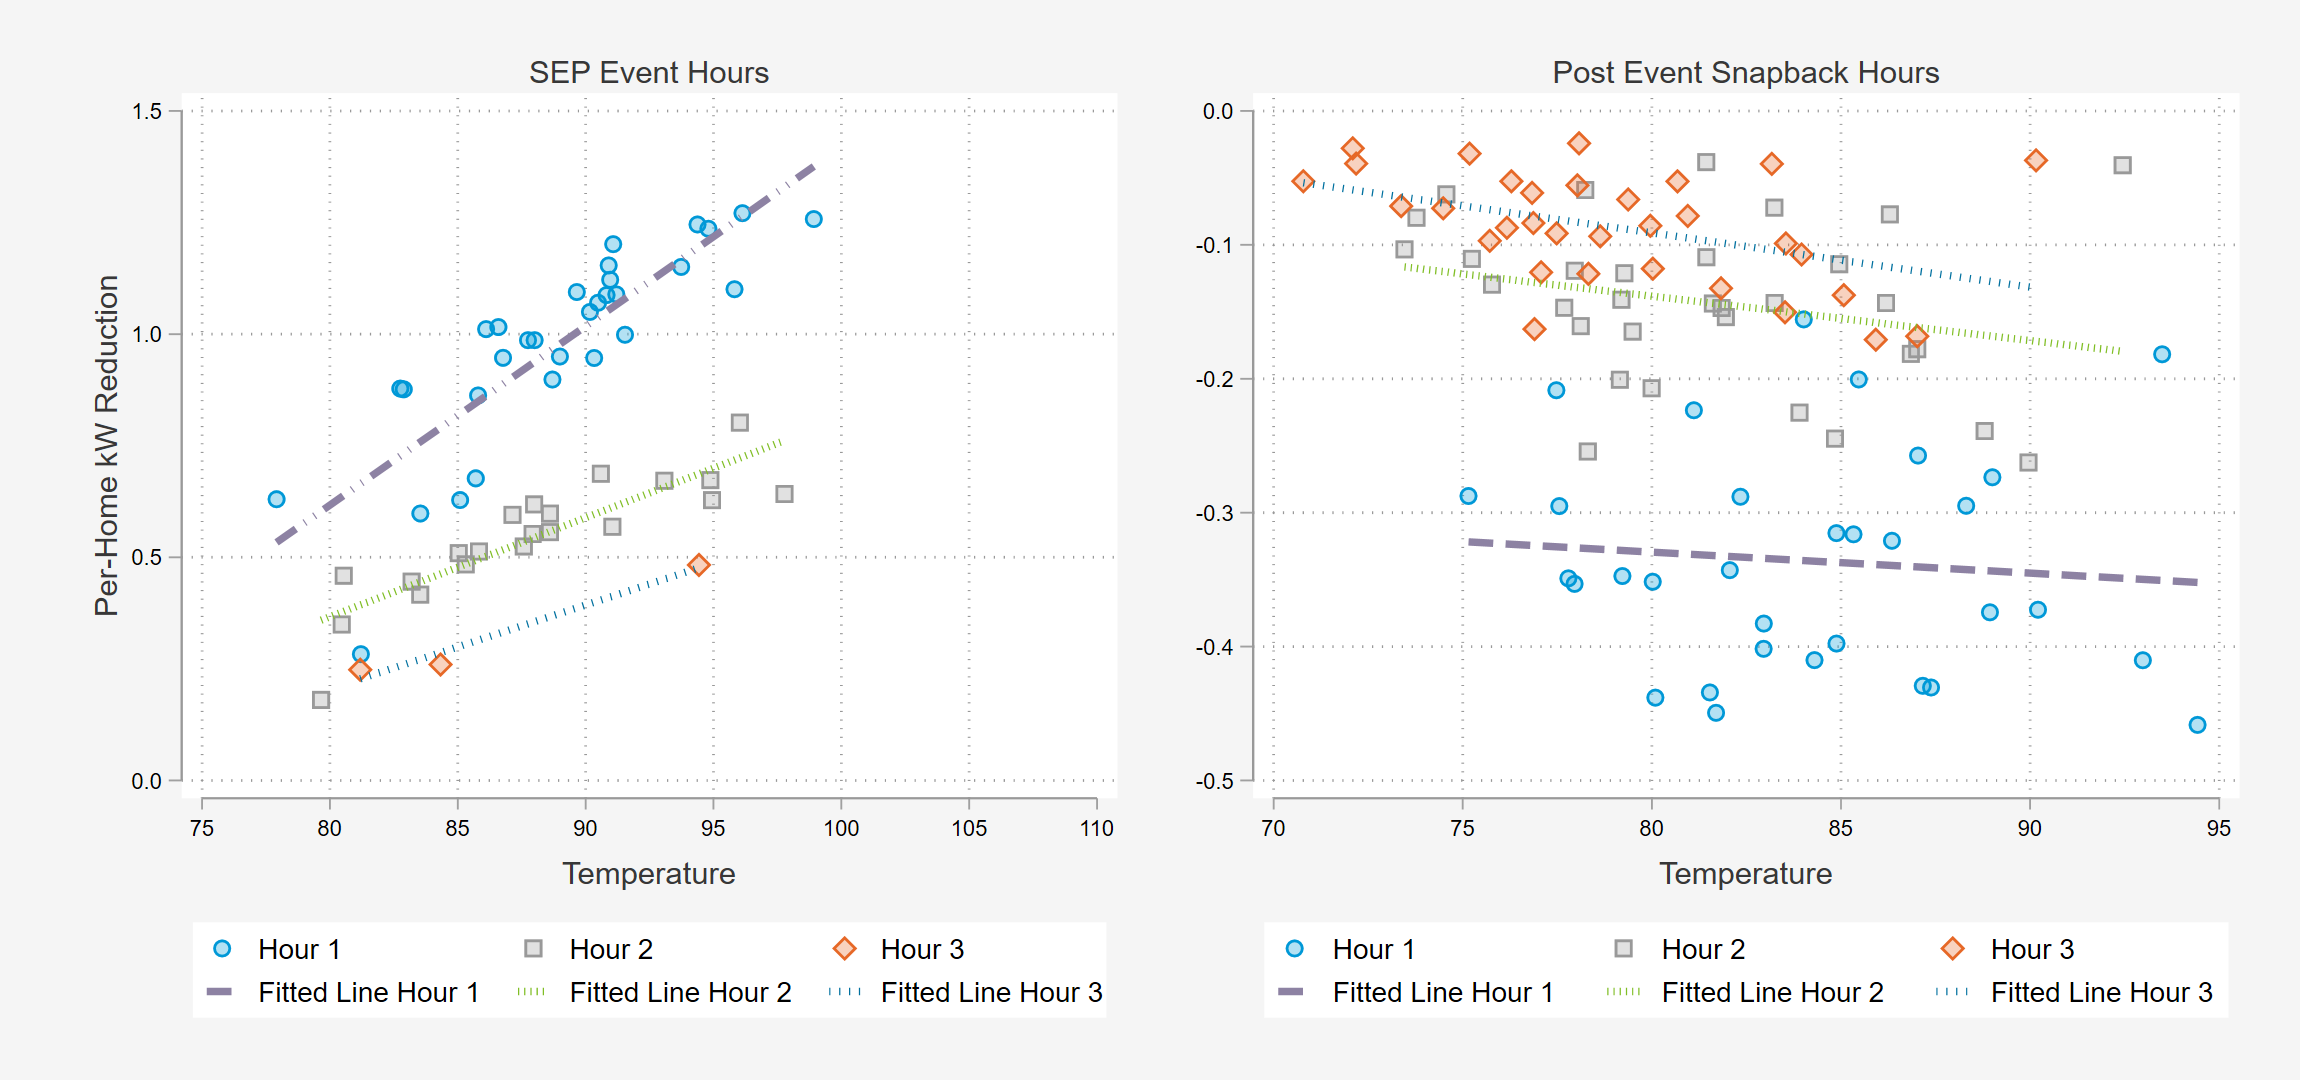 SEP Event Hours
Per-Home kW Reduction
1.5
1.0
0.5
0.0
75 80 85 90 95 100 105 110
Temperature
Hour 1 Hour 2 Hour 3
Fitted Line Hour 1 Fitted Line Hour 2 Fitted Line Hour 3
Post Event Snapback Hours
0.0
-0.1
-0.2
-0.3
-0.4
-0.5
70 75 80 85 90 95
Temperature
Hour 1 Hour 2 Hour 3
Fitted Line Hour 1 Fitted Line Hour 2 Fitted Line Hour 3